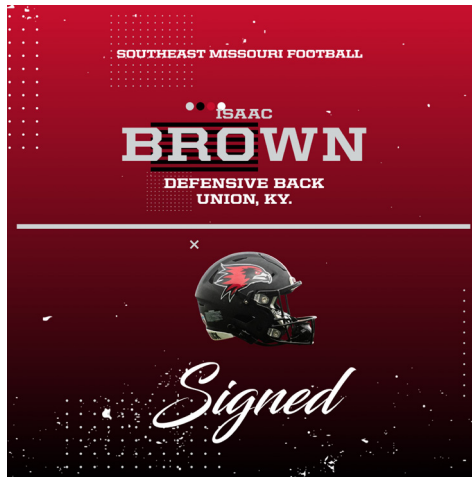 SOUTHEAST MISSOURI FOOTBALL
ISAAC
BROWN
DEFENSIVE BACK
UNION, KY.
Signed